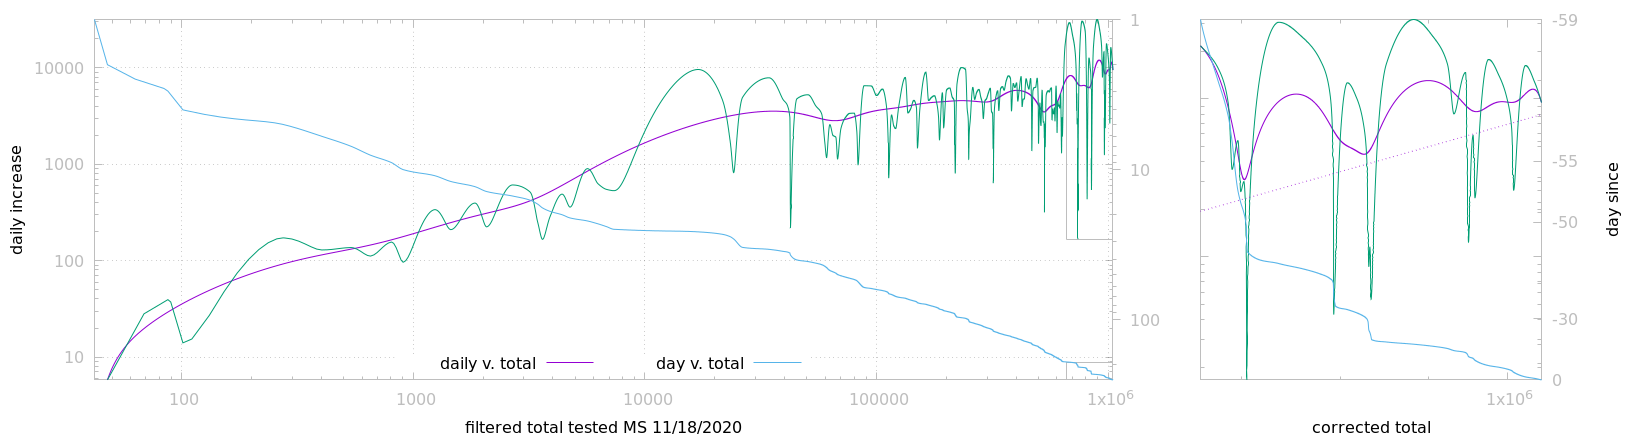 daily increase
10000
1000
100
10
1
10
100
daily v. total
day v. total
100
1000
10000
100000
1x10⁶
filtered total tested MS 11/18/2020
-59
-55
-50
-30
0
day since
1x10⁶
corrected total